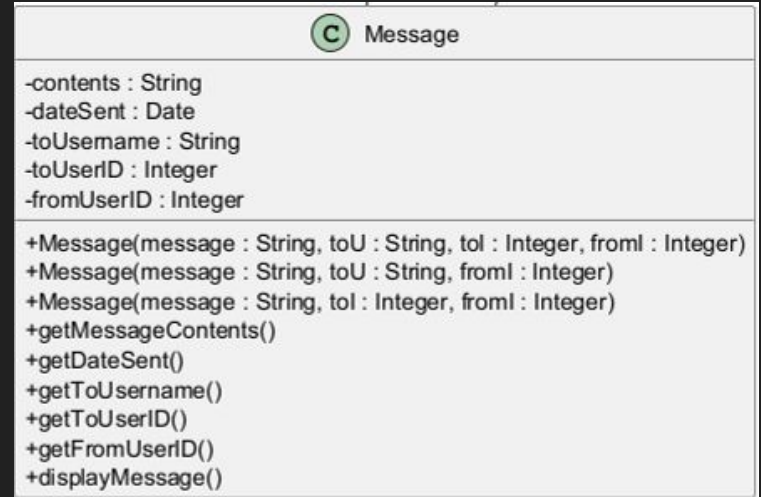 C Message
-contents : String
-dateSent : Date
-toUsername : String
-toUserID : Integer
-fromUserID : Integer
+Message(message : String, toU : String, toI : Integer, fromI : Integer)
+Message(message : String, toU : String, fromI : Integer)
+Message(message : String, toI : Integer, fromI : Integer)
+getMessageContents()
+getDateSent()
+getToUsername()
+getToUserID()
+getFromUserID()
+displayMessage()